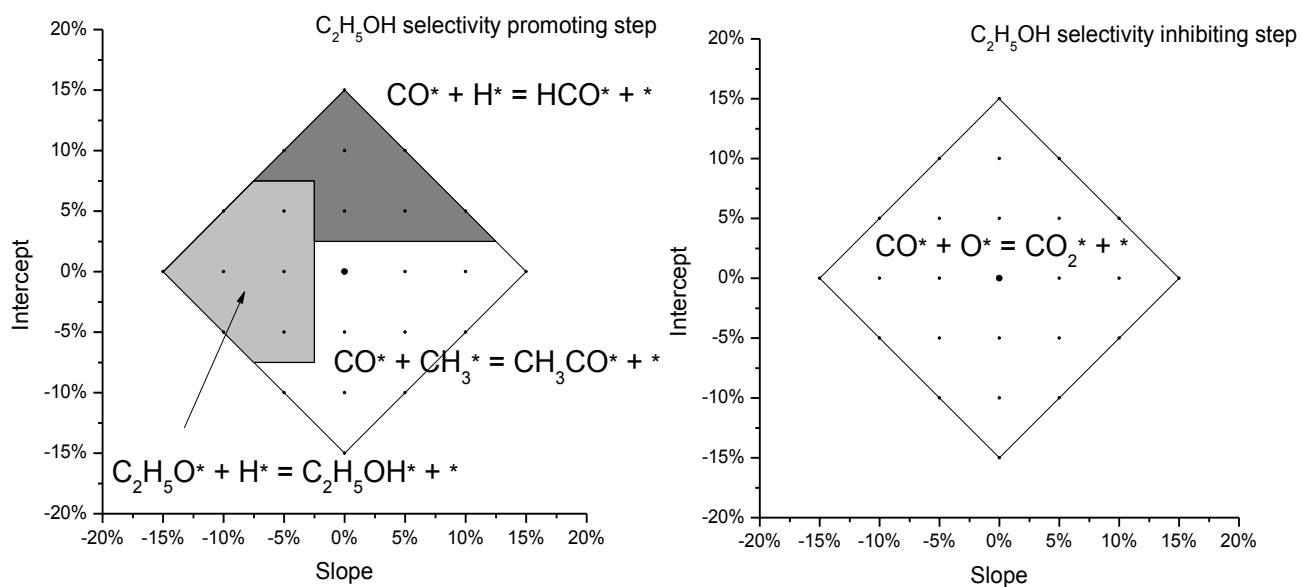 C₂H₅OH selectivity promoting step
20%
15%
10%
5%
0%
-5%
-10%
-15%
-20%
Intercept
CO* + H* = HCO* + *
CO* + CH₃* = CH₃CO* + *
C₂H₅O* + H* = C₂H₅OH* + *
-20% -15% -10% -5% 0% 5% 10% 15% 20%
Slope
C₂H₅OH selectivity inhibiting step
20%
15%
10%
5%
0%
-5%
-10%
-15%
-20%
Intercept
CO* + O* = CO₂* + *
-20% -15% -10% -5% 0% 5% 10% 15% 20%
Slope